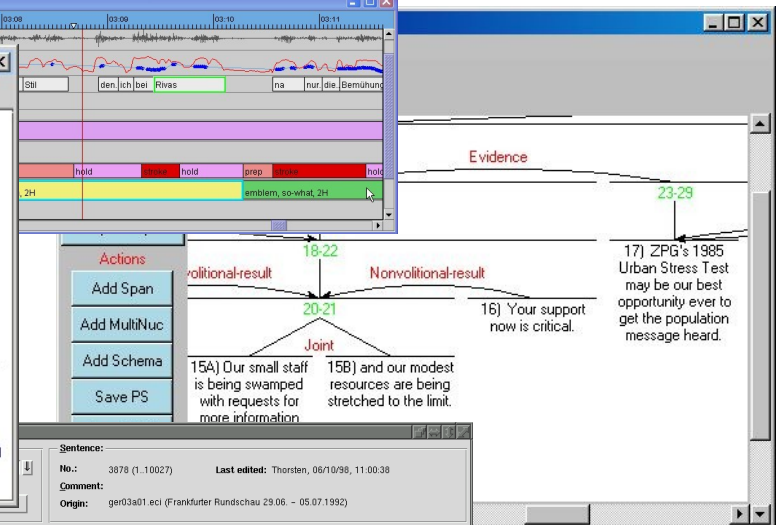 03:08 03:09 03:10 03:11
Stil den. ich bei Rivas na nur. die. Bemühung
hold stroke hold prep stroke hold
, 2H emblem, so-what, 2H
Actions
Add Span
Add MultiNuc
Add Schema
Save PS
Evidence
23-29
17) ZPG's 1985
Urban Stress Test
may be our best
opportunity ever to
get the population
message heard.
18-22
volitional-result Nonvolitional-result
20-21
16) Your support
now is critical.
Joint
15A) Our small staff
is being swamped
with requests for
more information
15B) and our modest
resources are being
stretched to the limit.
Sentence:
No.: 3878 (1..10027) Last edited: Thorsten, 06/10/98, 11:00:38
Comment:
Origin: ger03a01.eci (Frankfurter Rundschau 29.06. - 05.07.1992)